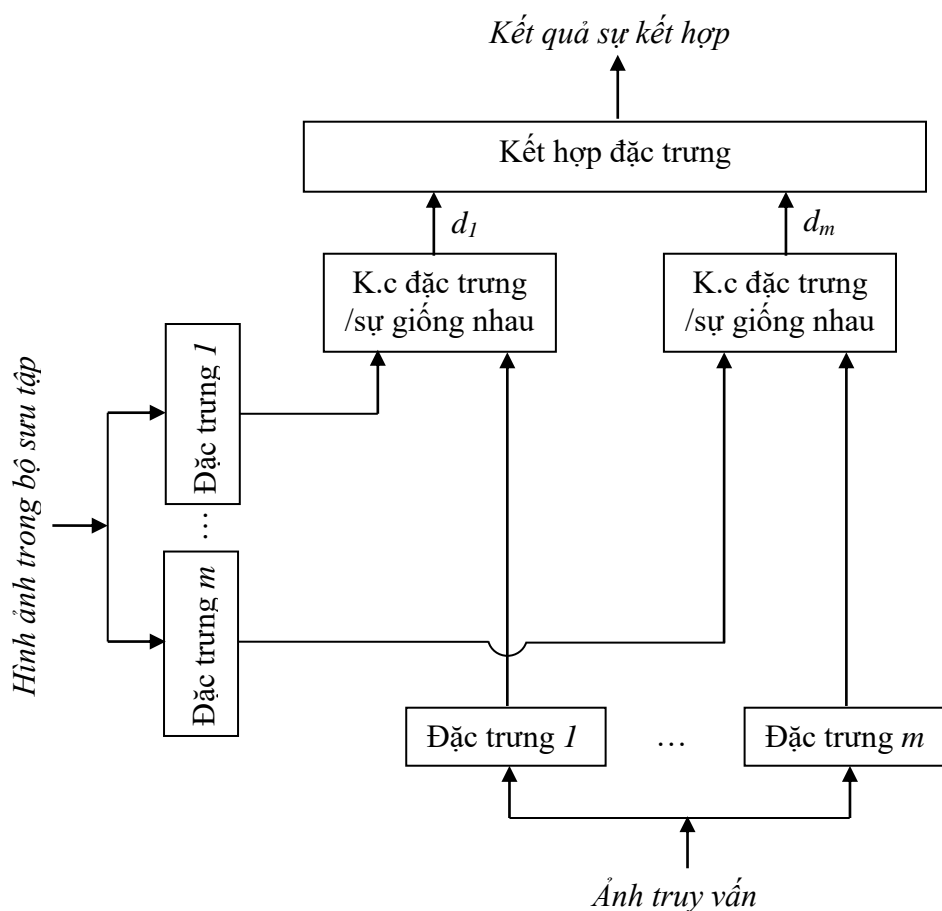 Kết quả sự kết hợp
Kết hợp đặc trưng
d1
dm
K.c đặc trưng
/sự giống nhau
K.c đặc trưng
/sự giống nhau
Hình ảnh trong bộ sưu tập
Đặc trưng 1
…
Đặc trưng m
Đặc trưng 1
…
Đặc trưng m
Ảnh truy vấn